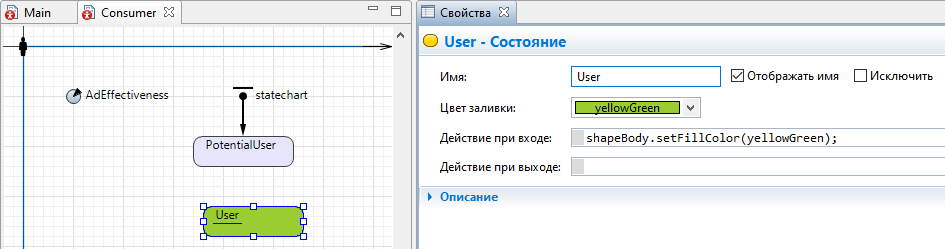 Main
Consumer
AdEffectiveness
statechart
PotentialUser
User
Свойства
User - Состояние
Имя:
User
Отображать имя
Исключить
Цвет заливки:
yellowGreen
Действие при входе:
shapeBody.setFillColor(yellowGreen);
Действие при выходе:
Описание